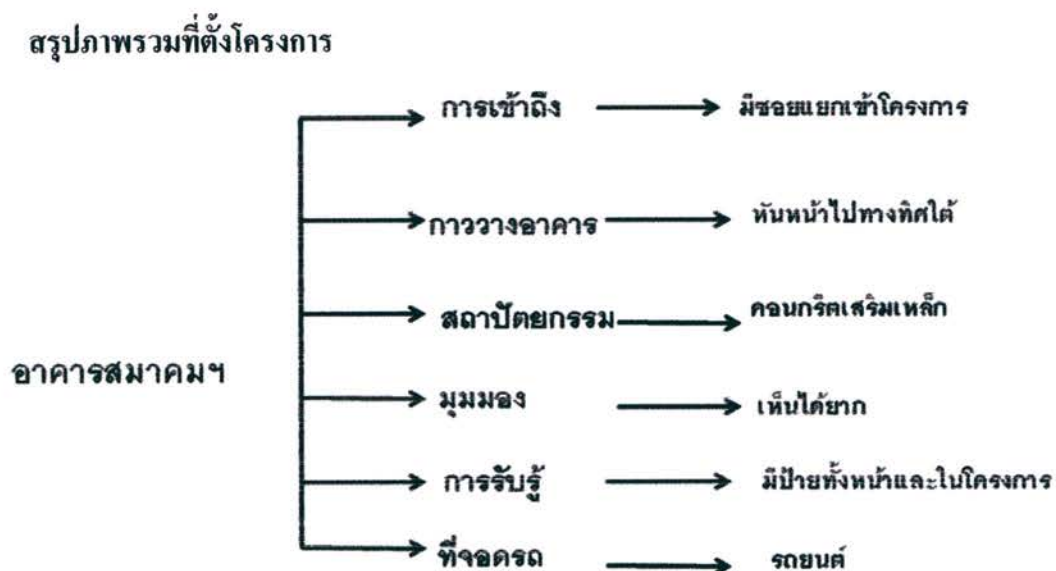 สรุปภาพรวมที่ตั้งโครงการ
การเข้าถึง มีซอยแยกเข้าโครงการ
กาววางอาคาร หันหน้าไปทางทิศใต้
สถาปัตยกรรม คอนกรีตเสริมเหล็ก
อาคารสมาคมฯ
มุมมอง เห็นได้ยาก
การรับรู้ มีป้ายทั้งหน้าและในโครงการ
ที่จอดรถ รถยนต์